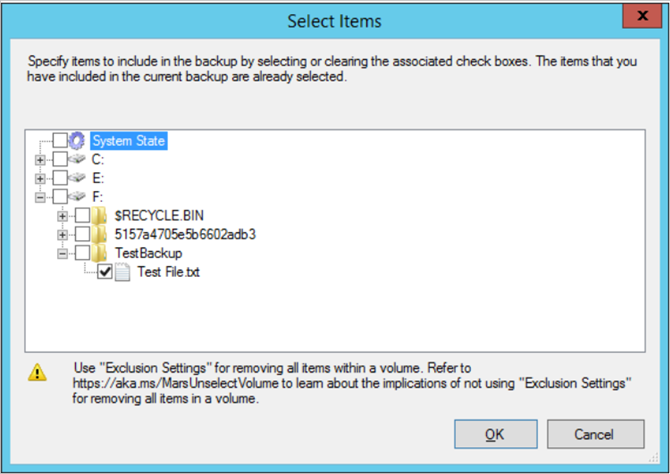 Select Items
X
Specify items to include in the backup by selecting or clearing the associated check boxes. The items that you
have included in the current backup are already selected.
System State
C:
E:
F:
$RECYCLE.BIN
5157a4705e5b6602adb3
TestBackup
Test File.txt
Use "Exclusion Settings" for removing all items within a volume. Refer to
https://aka.ms/MarsUnselectVolume to learn about the implications of not using "Exclusion Settings"
for removing all items in a volume.
OK Cancel